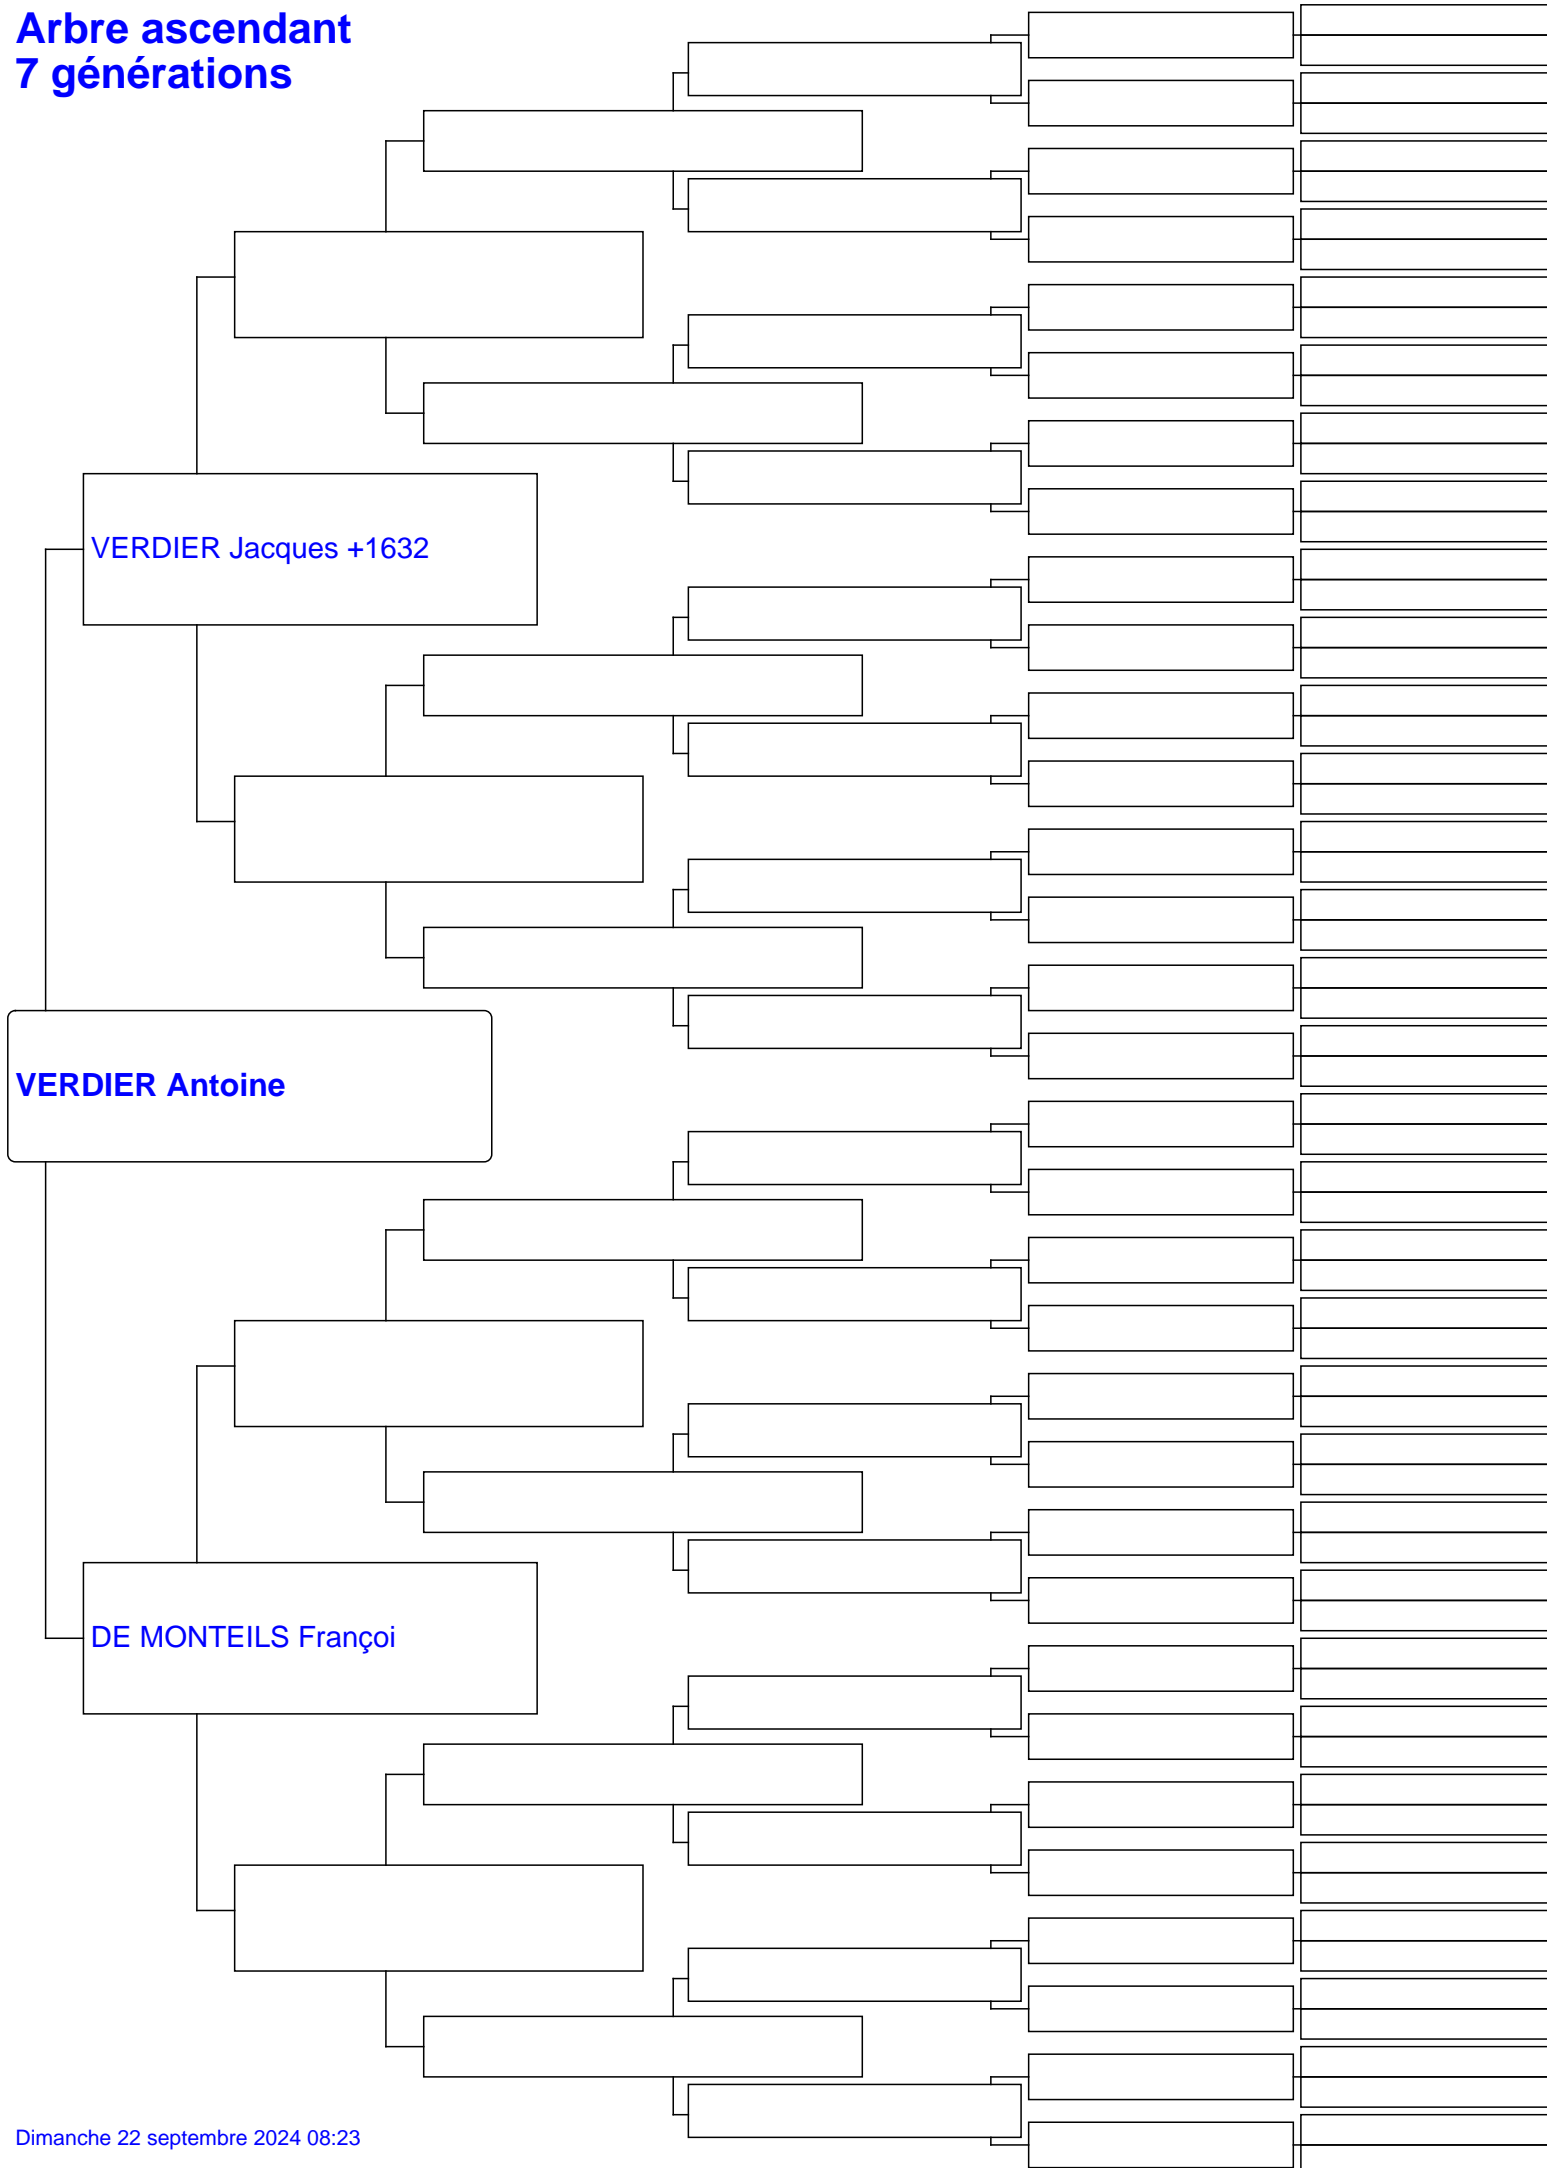 Arbre ascendant
7 générations
VERDIER Jacques +1632
VERDIER Antoine
DE MONTEILS Françoi
Dimanche 22 septembre 2024 08:23